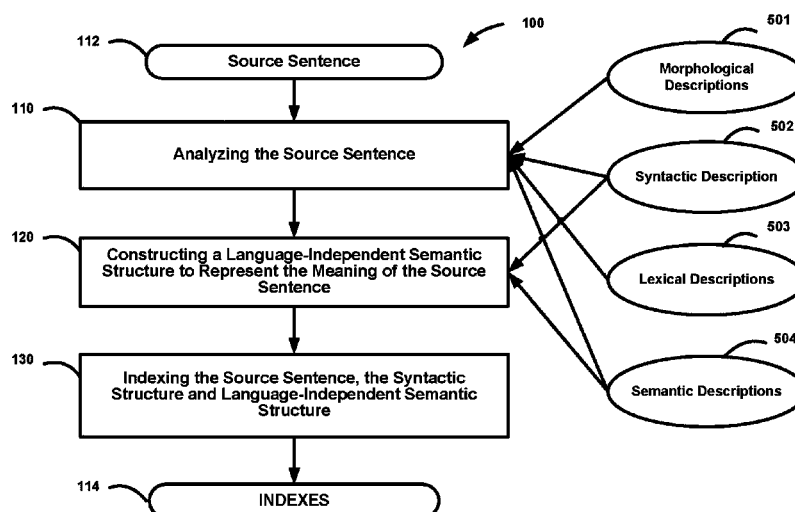 100
112
Source Sentence
110
Analyzing the Source Sentence
120
Constructing a Language-Independent Semantic
Structure to Represent the Meaning of the Source
Sentence
130
Indexing the Source Sentence, the Syntactic
Structure and Language-Independent Semantic
Structure
114
INDEXES
501
Morphological
Descriptions
502
Syntactic Description
503
Lexical Descriptions
504
Semantic Descriptions